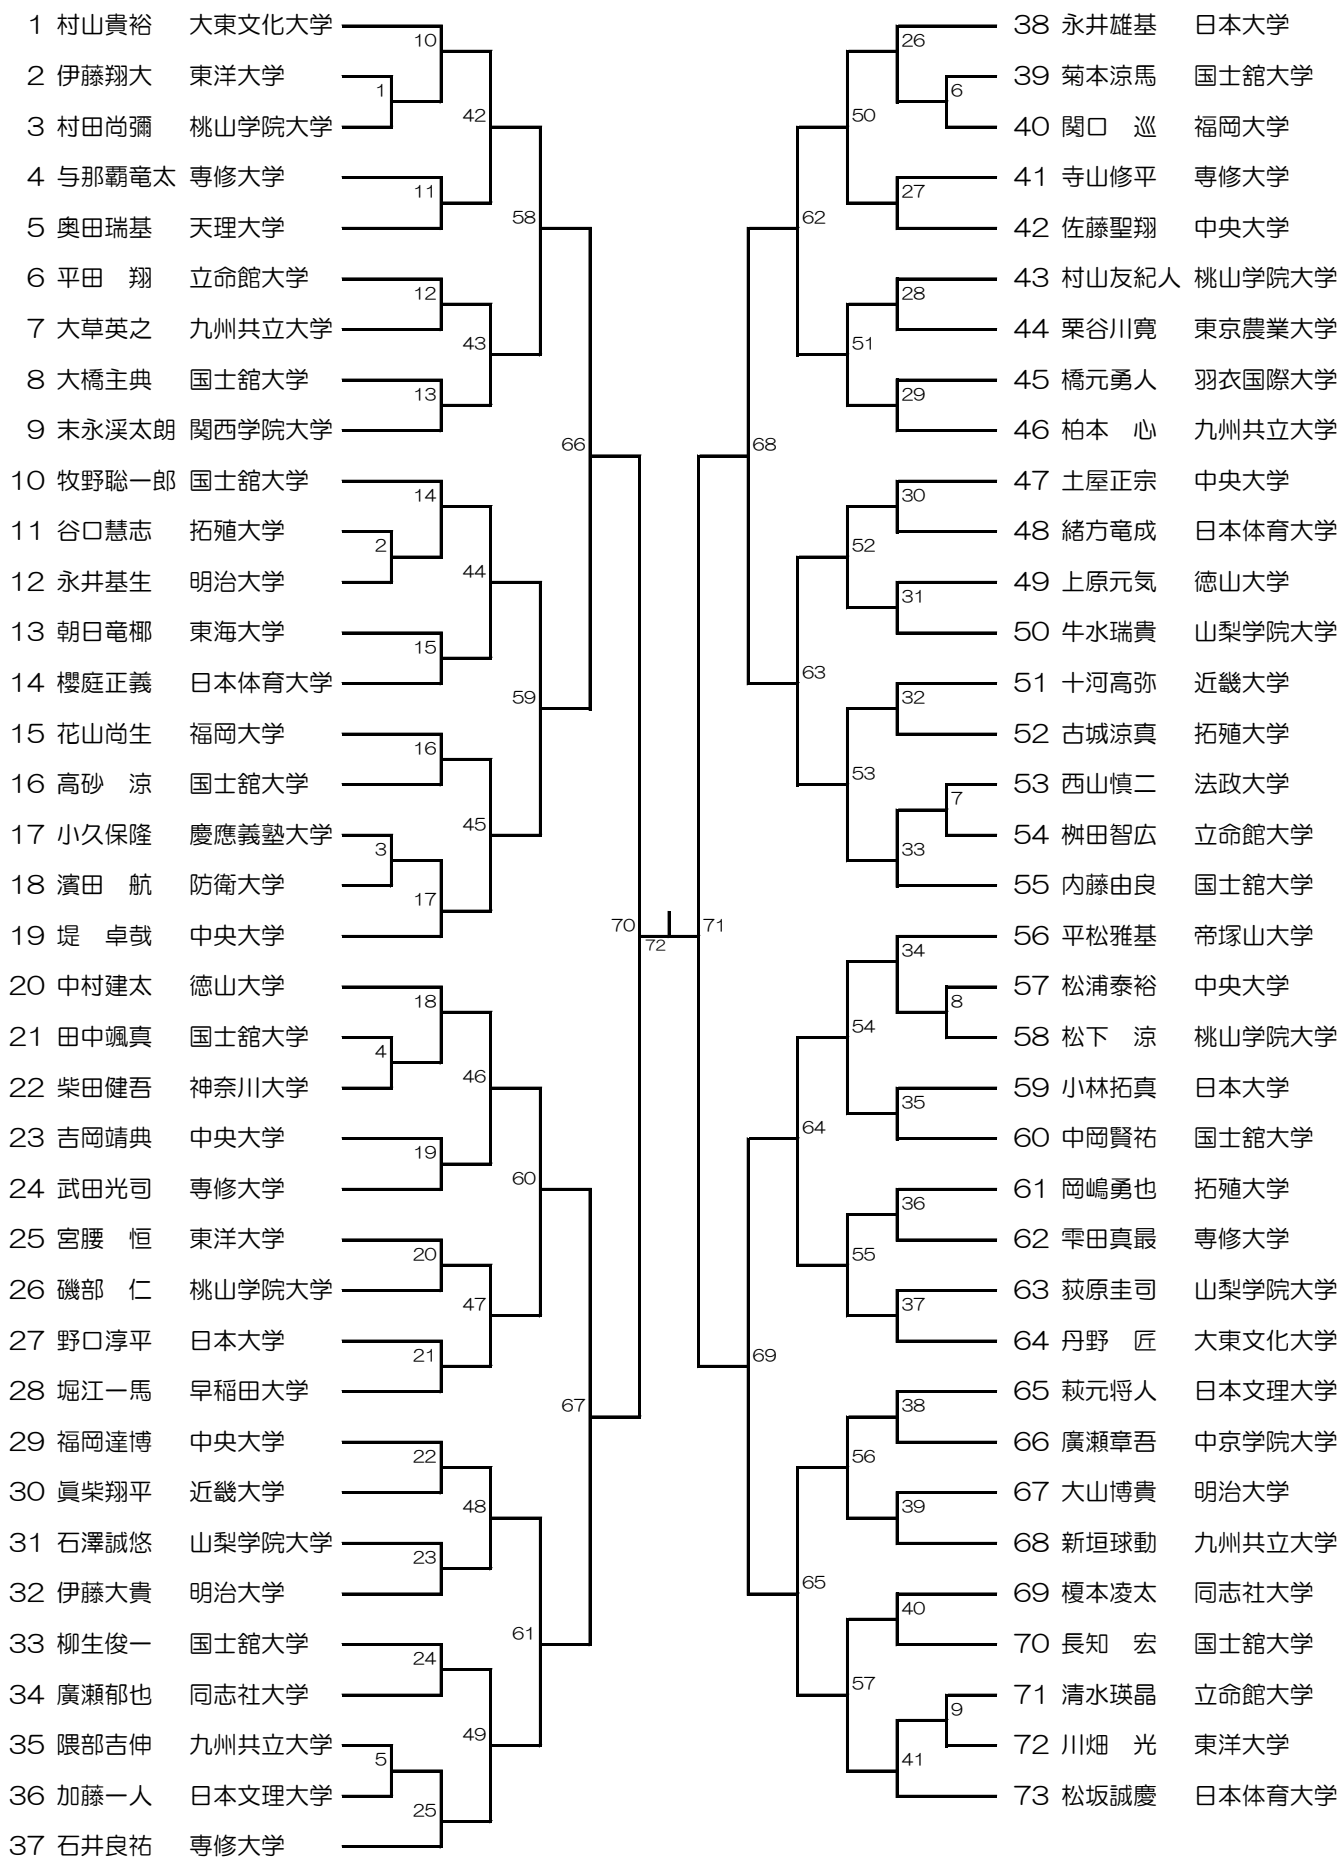 1 村山貴裕 大東文化大学
2 伊藤翔大 東洋大学
3 村田尚彌 桃山学院大学
4 与那覇竜太 専修大学
5 奥田瑞基 天理大学
6 平田 翔 立命館大学
7 大草英之 九州共立大学
8 大橋主典 国士舘大学
9 末永渓太朗 関西学院大学
10 牧野聡一郎 国士舘大学
11 谷口慧志 拓殖大学
12 永井基生 明治大学
13 朝日竜椰 東海大学
14 櫻庭正義 日本体育大学
15 花山尚生 福岡大学
16 高砂 涼 国士舘大学
17 小久保隆 慶應義塾大学
18 濱田 航 防衛大学
19 堤 卓哉 中央大学
20 中村建太 徳山大学
21 田中颯真 国士舘大学
22 柴田健吾 神奈川大学
23 吉岡靖典 中央大学
24 武田光司 専修大学
25 宮腰 恒 東洋大学
26 磯部 仁 桃山学院大学
27 野口淳平 日本大学
28 堀江一馬 早稲田大学
29 福岡達博 中央大学
30 眞柴翔平 近畿大学
31 石澤誠悠 山梨学院大学
32 伊藤大貴 明治大学
33 柳生俊一 国士舘大学
34 廣瀬郁也 同志社大学
35 隈部吉伸 九州共立大学
36 加藤一人 日本文理大学
37 石井良祐 専修大学
1
2
3
4
5
10
11
12
13
14
15
16
17
18
19
20
21
22
23
24
25
42
43
44
45
46
47
48
49
58
59
60
61
66
67
70
72
71
68
69
62
63
64
65
50
51
52
53
54
55
56
57
26
27
28
29
30
31
32
33
34
35
36
37
38
39
40
41
6
7
8
9
38 永井雄基 日本大学
39 菊本涼馬 国士舘大学
40 関口 巡 福岡大学
41 寺山修平 専修大学
42 佐藤聖翔 中央大学
43 村山友紀人 桃山学院大学
44 栗谷川寛 東京農業大学
45 橋元勇人 羽衣国際大学
46 柏本 心 九州共立大学
47 土屋正宗 中央大学
48 緒方竜成 日本体育大学
49 上原元気 徳山大学
50 牛水瑞貴 山梨学院大学
51 十河高弥 近畿大学
52 古城涼真 拓殖大学
53 西山慎二 法政大学
54 桝田智広 立命館大学
55 内藤由良 国士舘大学
56 平松雅基 帝塚山大学
57 松浦泰裕 中央大学
58 松下 涼 桃山学院大学
59 小林拓真 日本大学
60 中岡賢祐 国士舘大学
61 岡嶋勇也 拓殖大学
62 雫田真最 専修大学
63 荻原圭司 山梨学院大学
64 丹野 匠 大東文化大学
65 萩元将人 日本文理大学
66 廣瀬章吾 中京学院大学
67 大山博貴 明治大学
68 新垣球動 九州共立大学
69 榎本凌太 同志社大学
70 長知 宏 国士舘大学
71 清水瑛晶 立命館大学
72 川畑 光 東洋大学
73 松坂誠慶 日本体育大学